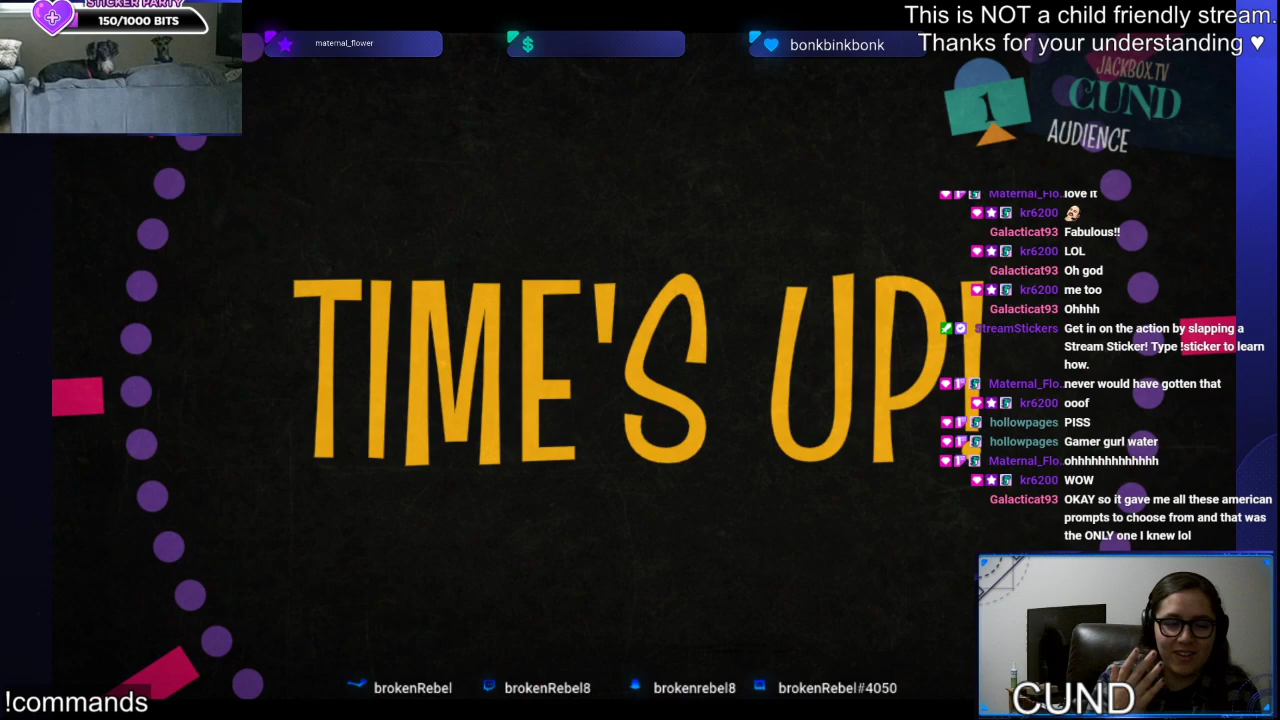 STICKER PARTY
150/1000 BITS
maternal_flower
bonkbinkbonk
This is NOT a child friendly stream.
Thanks for your understanding ♥
JACKBOX.TV
CUND
1
AUDIENCE
TIME'S UP!
Maternal_Flo.. love it
kr6200
Galacticat93 Fabulous!!
kr6200 LOL
Galacticat93 Oh god
kr6200 me too
Galacticat93 Ohhhh
StreamStickers Get in on the action by slapping a
Stream Sticker! Type !sticker to learn
how.
Maternal_Flo.. never would have gotten that
kr6200 ooof
hollowpages PISS
hollowpages Gamer gurl water
Maternal_Flo.. ohhhhhhhhhhhhh
kr6200 WOW
Galacticat93 OKAY so it gave me all these american
prompts to choose from and that was
the ONLY one I knew lol
!commands
brokenRebel
brokenRebel8
brokenrebel8
brokenRebel#4050
CUND